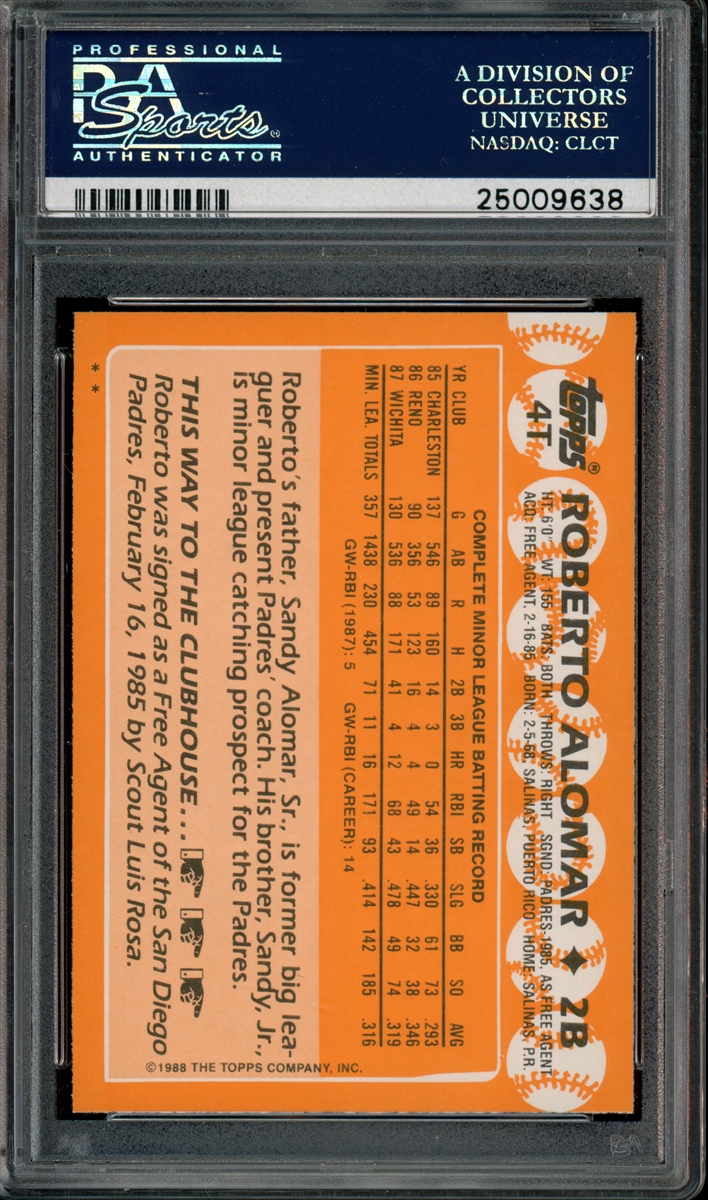 PROFESSIONAL
PSA
Sports
AUTHENTICATOR
A DIVISION OF
COLLECTORS
UNIVERSE
NASDAQ: CLCT
25009638
TOPPS®
4T
ROBERTO ALOMAR ◆ 2B
HT: 6'0" WT: 155 BATS: BOTH THROWS: RIGHT SGND: PADRES-1985, AS FREE AGENT
ACQ: FREE AGENT, 2-16-85 BORN: 2-5-68, SALINAS, PUERTO RICO HOME: SALINAS, P.R.
COMPLETE MINOR LEAGUE BATTING RECORD
YR CLUB G AB R H 2B 3B HR RBI SB SLG BB SO AVG
85 CHARLESTON 137 546 89 160 14 3 0 54 36 .330 61 73 .293
86 RENO 90 356 53 123 16 4 4 49 14 .447 32 38 .346
87 WICHITA 130 536 88 171 41 4 12 68 43 .478 49 74 .319
MIN. LEA. TOTALS 357 1438 230 454 71 11 16 171 93 .414 142 185 .316
GW-RBI (1987): 5 GW-RBI (CAREER): 14
Roberto's father, Sandy Alomar, Sr., is former big lea-
guer and present Padres' coach. His brother, Sandy, Jr.,
is minor league catching prospect for the Padres.
THIS WAY TO THE CLUBHOUSE...
Roberto was signed as a Free Agent of the San Diego
Padres, February 16, 1985 by Scout Luis Rosa.
©1988 THE TOPPS COMPANY, INC.
* *
PSA